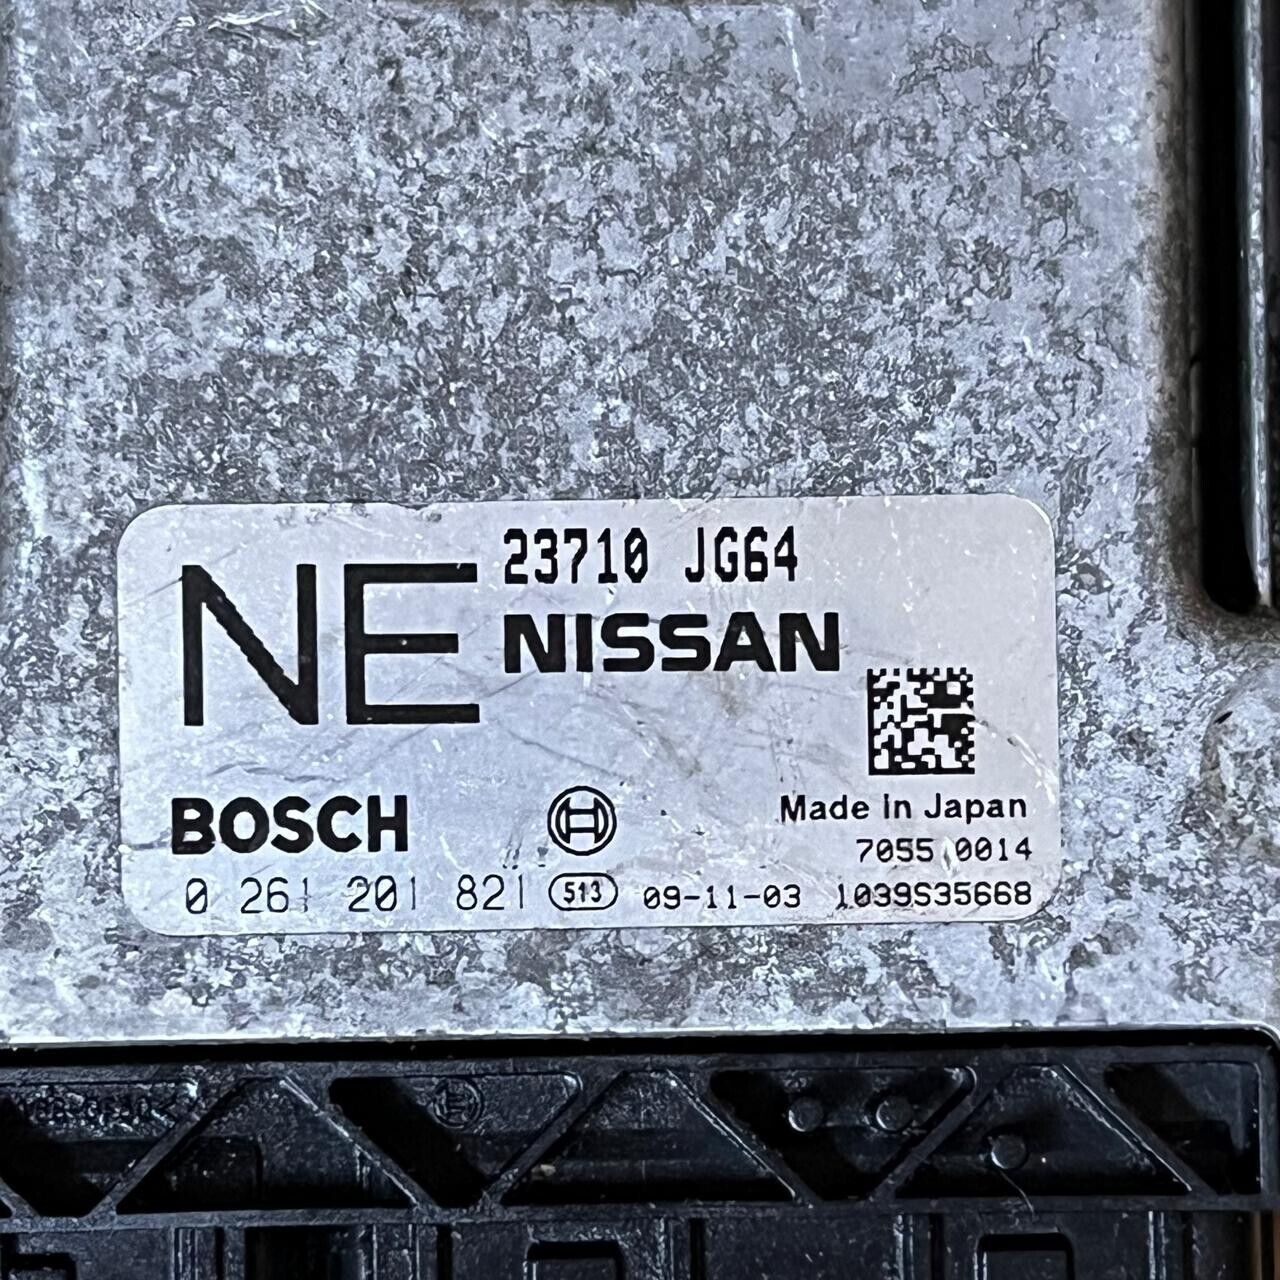 NE
23710 JG64
NISSAN
BOSCH
Made In Japan
7055 0014
0 261 201 821 513 09-11-03 1039S35668